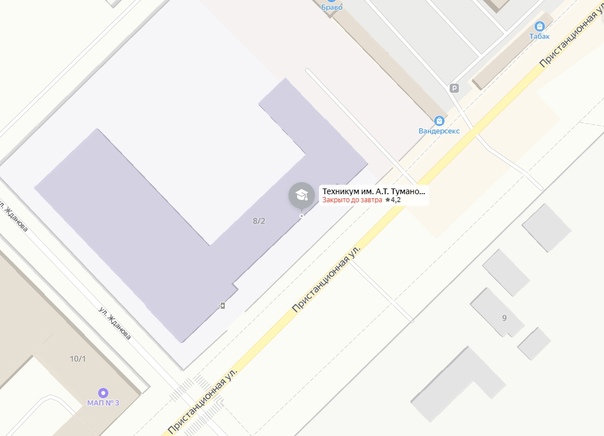 Браво
Табак
Пристанционная ул.
Р
Вандерсекс
Техникум им. А.Т. Тумано...
Закрыто до завтра ★4,2
8/2
ул. Жданова
Пристанционная ул.
ул. Жданова
9
10/1
МАП № 3
Пристанционная ул.